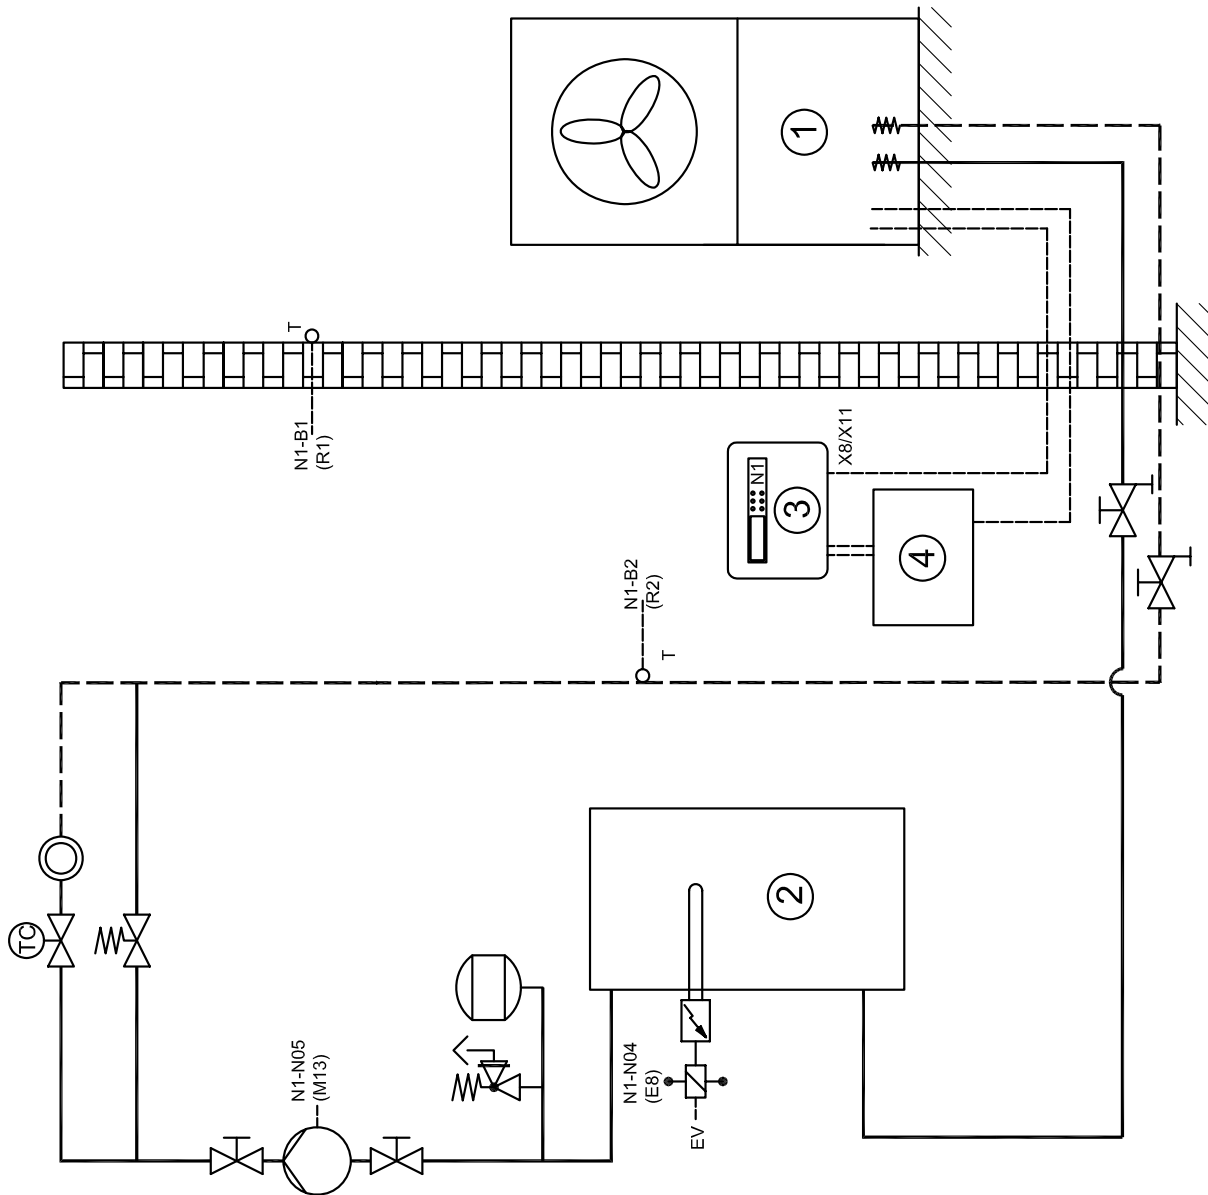 TC
N1-N05
(M13)
N1-N04
(E8)
EV
2
N1-B2
(R2)
T
4
3
N1
X8/X11
N1-B1
(R1)
T
1